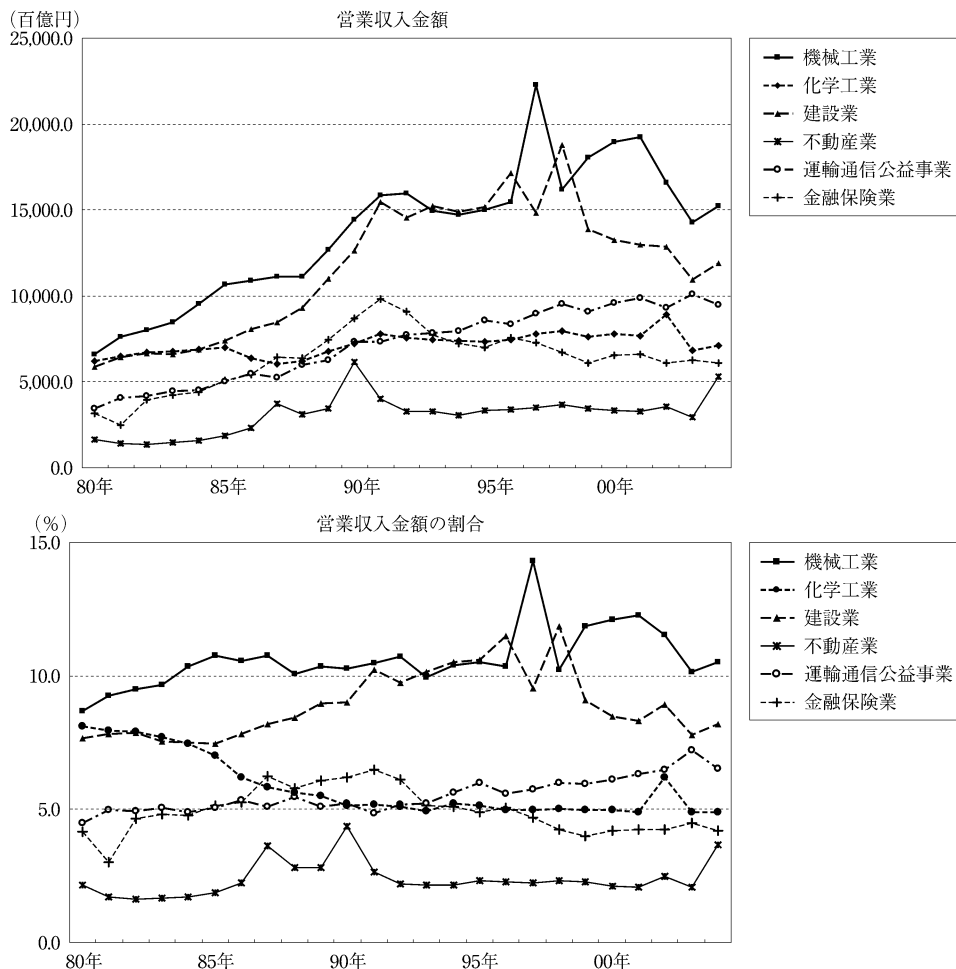 （百億円）
営業収入金額
25,000.0
20,000.0
15,000.0
10,000.0
5,000.0
0.0
80年
85年
90年
95年
00年
機械工業
化学工業
建設業
不動産業
運輸通信公益事業
金融保険業
（%）
営業収入金額の割合
15.0
10.0
5.0
0.0
80年
85年
90年
95年
00年
機械工業
化学工業
建設業
不動産業
運輸通信公益事業
金融保険業